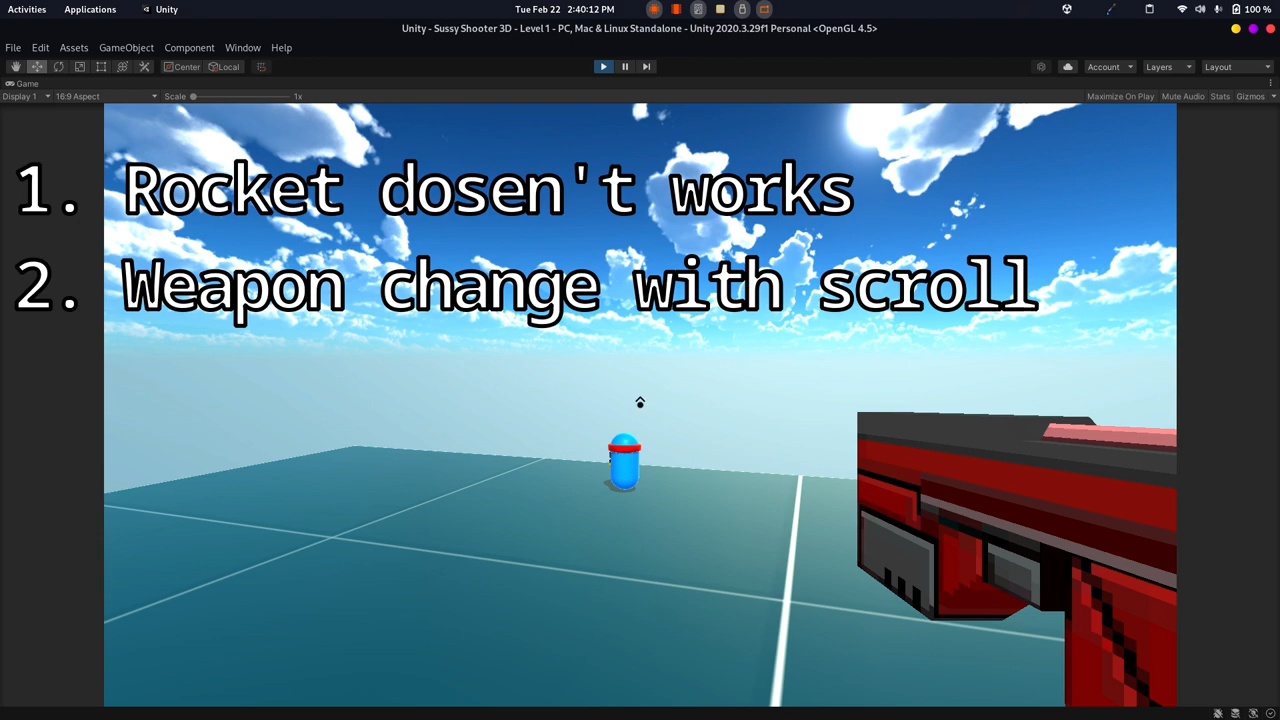 Activities Applications Unity Tue Feb 22 2:40:12 PM 100 %
Unity - Sussy Shooter 3D - Level 1 - PC, Mac & Linux Standalone - Unity 2020.3.29f1 Personal <OpenGL 4.5>
File Edit Assets GameObject Component Window Help
Center Local Account Layers Layout
Game
Display 1 16:9 Aspect Scale 1x Maximize On Play Mute Audio Stats Gizmos
1. Rocket dosen't works
2. Weapon change with scroll